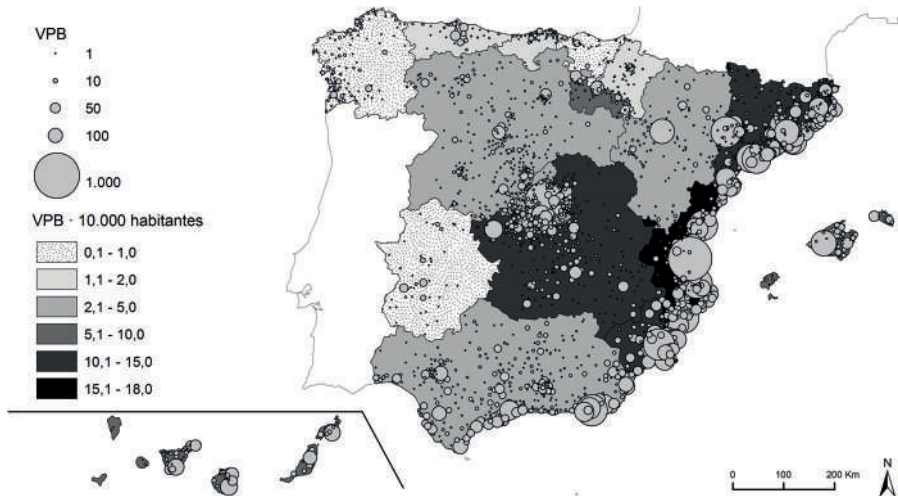 VPB
1
10
50
100
1.000
VPB · 10.000 habitantes
0,1 - 1,0
1,1 - 2,0
2,1 - 5,0
5,1 - 10,0
10,1 - 15,0
15,1 - 18,0
N
0 100 200 Km